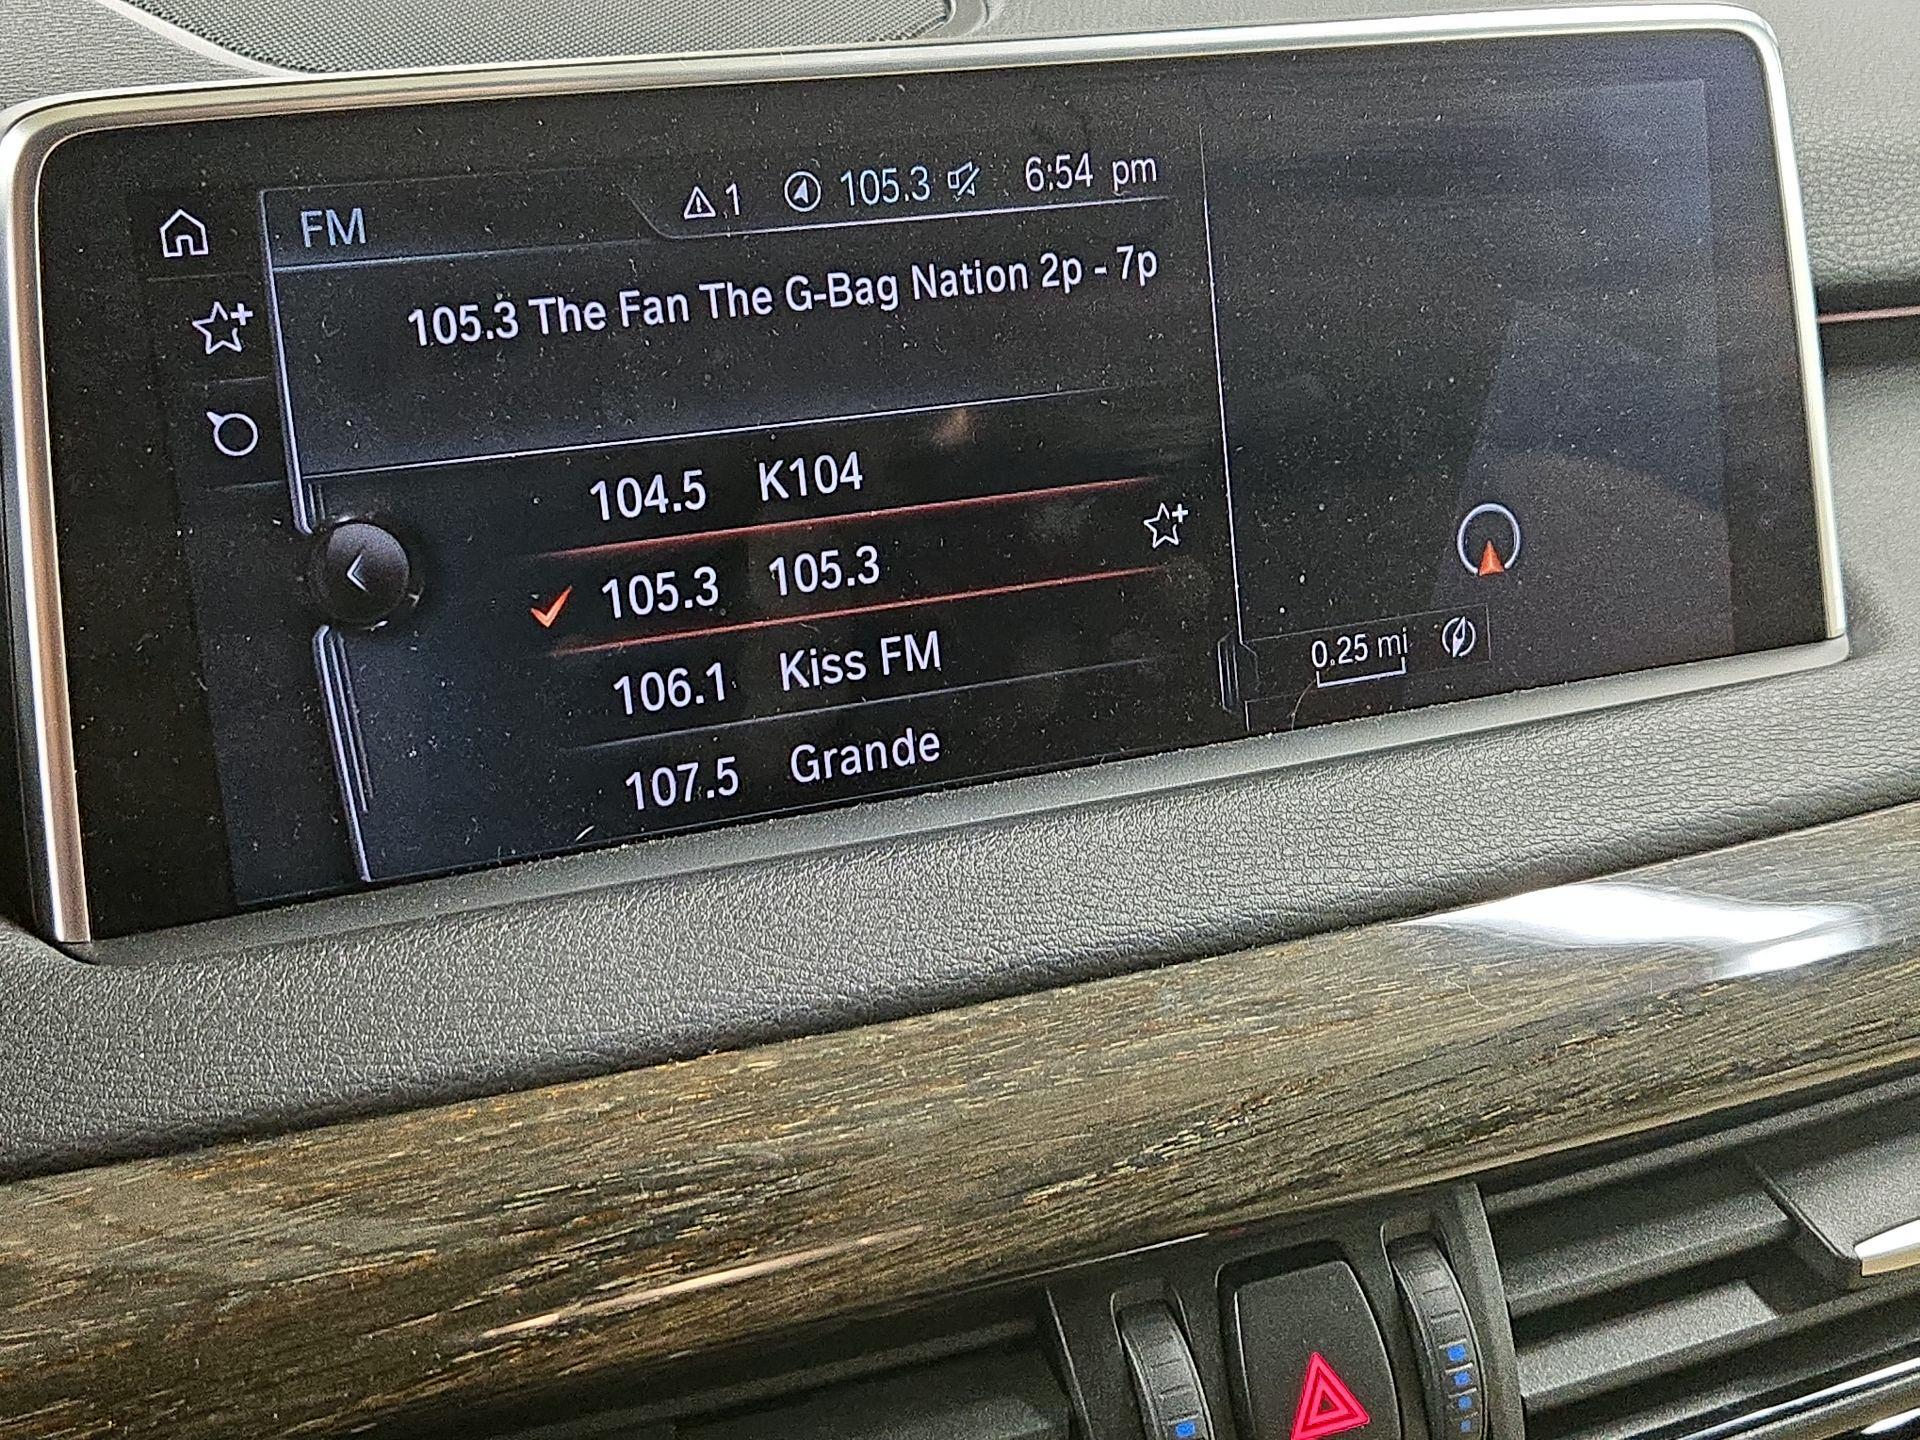 FM
1 105.3 6:54 pm
105.3 The Fan The G-Bag Nation 2p - 7p
104.5 K104
105.3 105.3
106.1 Kiss FM
107.5 Grande
0.25 mi